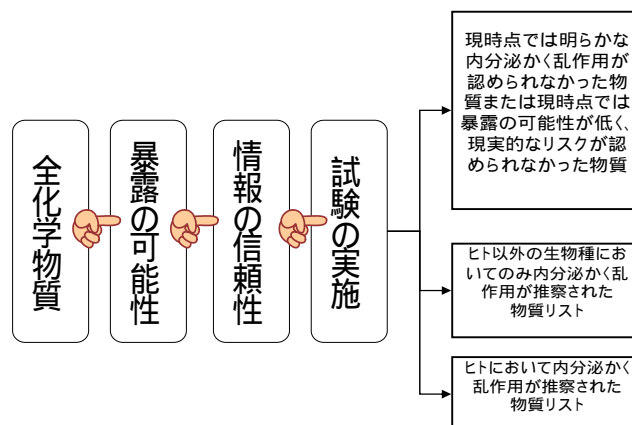 全化学物質
暴露の可能性
情報の信頼性
試験の実施
現時点では明らかな
内分泌かく乱作用が
認められなかった物
質または現時点では
暴露の可能性が低く、
現実的なリスクが認
められなかった物質
ヒト以外の生物種にお
いてのみ内分泌かく乱
作用が推察された
物質リスト
ヒトにおいて内分泌かく
乱作用が推察された
物質リスト